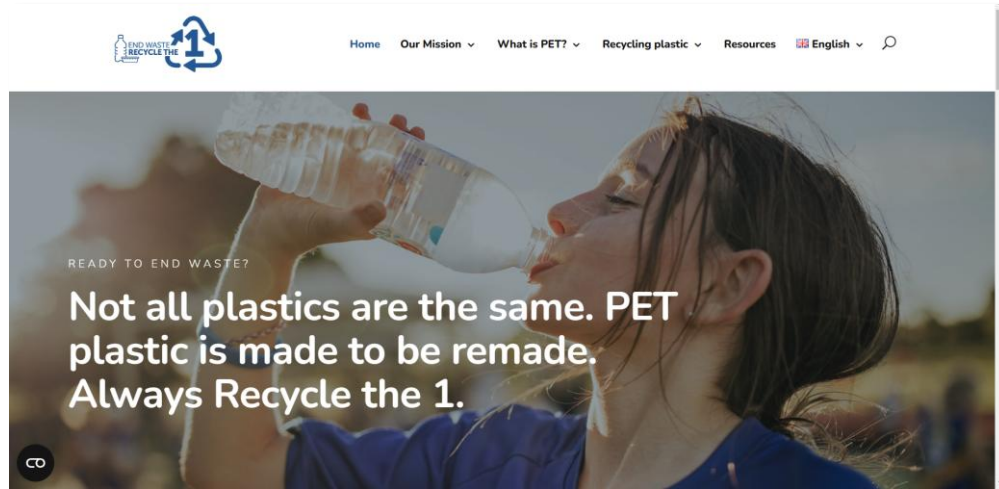 END WASTE
RECYCLE THE
1
Home Our Mission What is PET? Recycling plastic Resources English
READY TO END WASTE?
Not all plastics are the same. PET
plastic is made to be remade.
Always Recycle the 1.